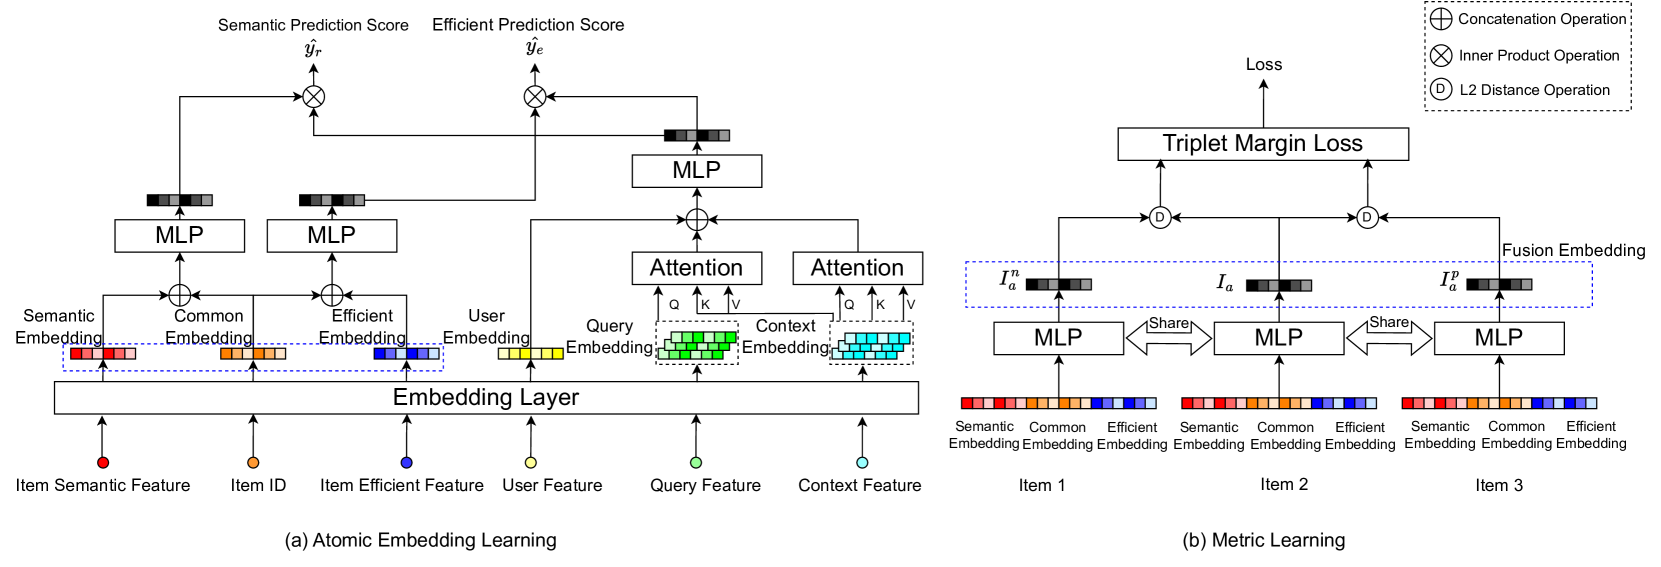 Semantic Prediction Score
ŷr
Efficient Prediction Score
ŷe
MLP
MLP
MLP
Attention
Attention
Q K V
Q K V
Semantic
Embedding
Common
Embedding
Efficient
Embedding
User
Embedding
Query
Embedding
Context
Embedding
Embedding Layer
Item Semantic Feature
Item ID
Item Efficient Feature
User Feature
Query Feature
Context Feature
(a) Atomic Embedding Learning
Concatenation Operation
Inner Product Operation
D L2 Distance Operation
Loss
Triplet Margin Loss
D
D
Fusion Embedding
I_a^n
I_a
I_a^p
MLP
Share
MLP
Share
MLP
Semantic
Embedding
Common
Embedding
Efficient
Embedding
Semantic
Embedding
Common
Embedding
Efficient
Embedding
Semantic
Embedding
Common
Embedding
Efficient
Embedding
Item 1
Item 2
Item 3
(b) Metric Learning